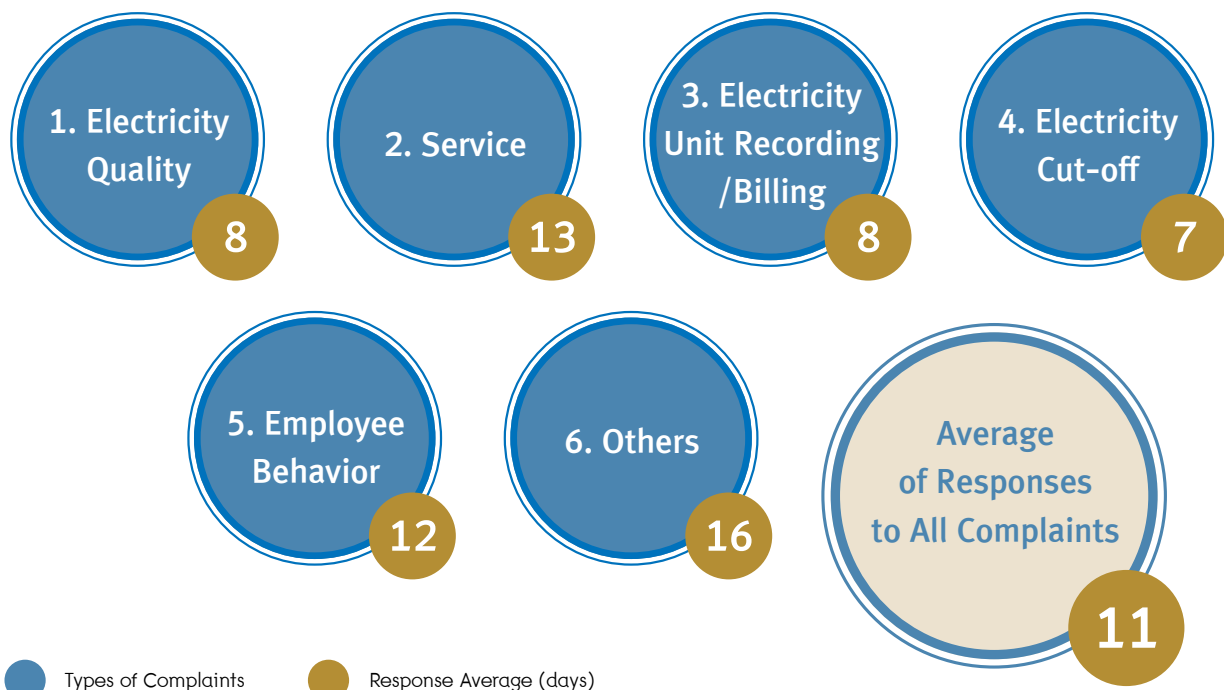 1. Electricity
Quality
8
2. Service
13
3. Electricity
Unit Recording
/Billing
8
4. Electricity
Cut-off
7
5. Employee
Behavior
12
6. Others
16
Average
of Responses
to All Complaints
11
Types of Complaints
Response Average (days)